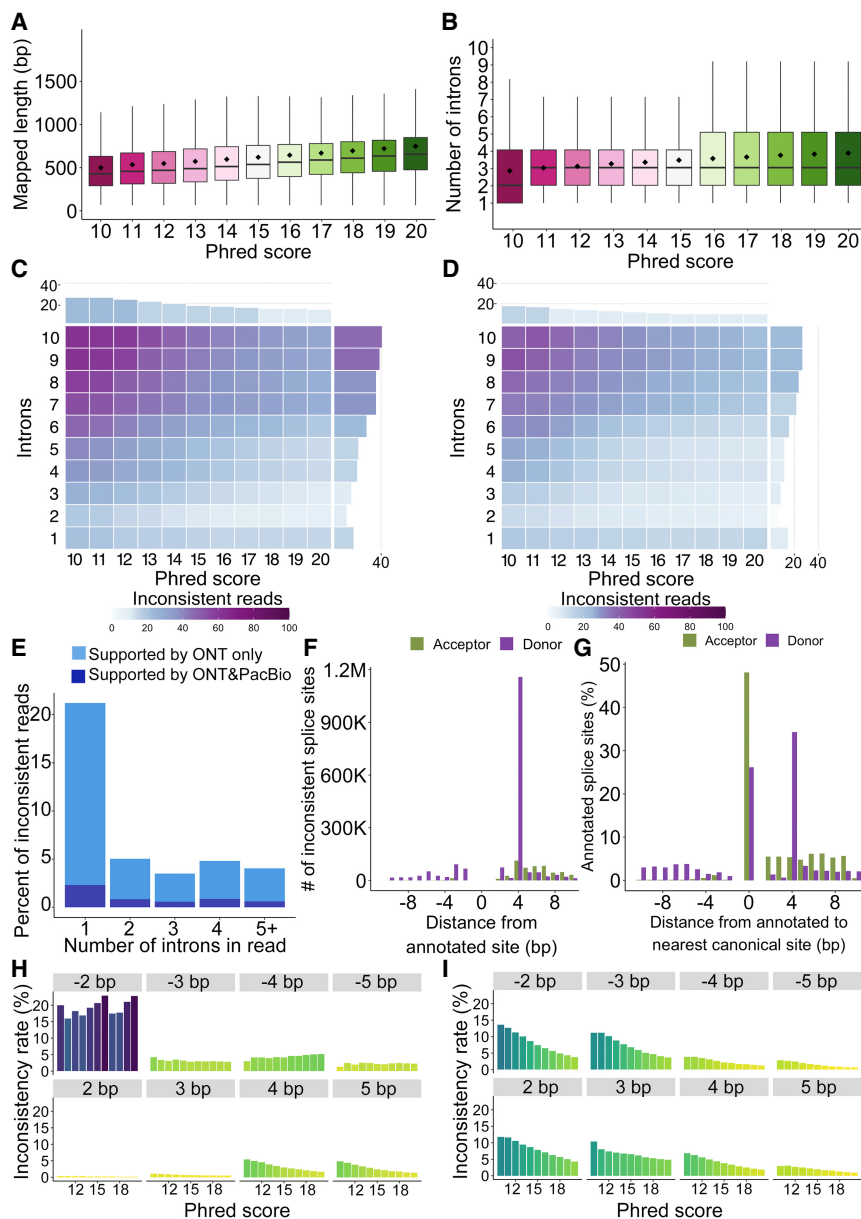 A
Mapped length (bp)
1500
1000
500
0
10 11 12 13 14 15 16 17 18 19 20
Phred score
B
Number of introns
10
9
8
7
6
5
4
3
2
1
10 11 12 13 14 15 16 17 18 19 20
Phred score
C
40
20
Introns
10
9
8
7
6
5
4
3
2
1
10 11 12 13 14 15 16 17 18 19 20
40
Phred score
Inconsistent reads
0 20 40 60 80 100
D
40
20
Introns
10
9
8
7
6
5
4
3
2
1
10 11 12 13 14 15 16 17 18 19 20
20 40
Phred score
Inconsistent reads
0 20 40 60 80 100
E
Supported by ONT only
Supported by ONT&PacBio
Percent of inconsistent reads
20
15
10
5
0
1 2 3 4 5+
Number of introns in read
F
Acceptor Donor
# of inconsistent splice sites
1.2M
900K
600K
300K
0
-8 -4 0 4 8
Distance from
annotated site (bp)
G
Acceptor Donor
Annotated splice sites (%)
50
40
30
20
10
0
-8 -4 0 4 8
Distance from annotated to
nearest canonical site (bp)
H
Inconsistency rate (%)
-2 bp -3 bp -4 bp -5 bp
20
15
10
5
0
2 bp 3 bp 4 bp 5 bp
20
15
10
5
0
12 15 18 12 15 18 12 15 18 12 15 18
Phred score
I
Inconsistency rate (%)
-2 bp -3 bp -4 bp -5 bp
20
15
10
5
0
2 bp 3 bp 4 bp 5 bp
20
15
10
5
0
12 15 18 12 15 18 12 15 18 12 15 18
Phred score